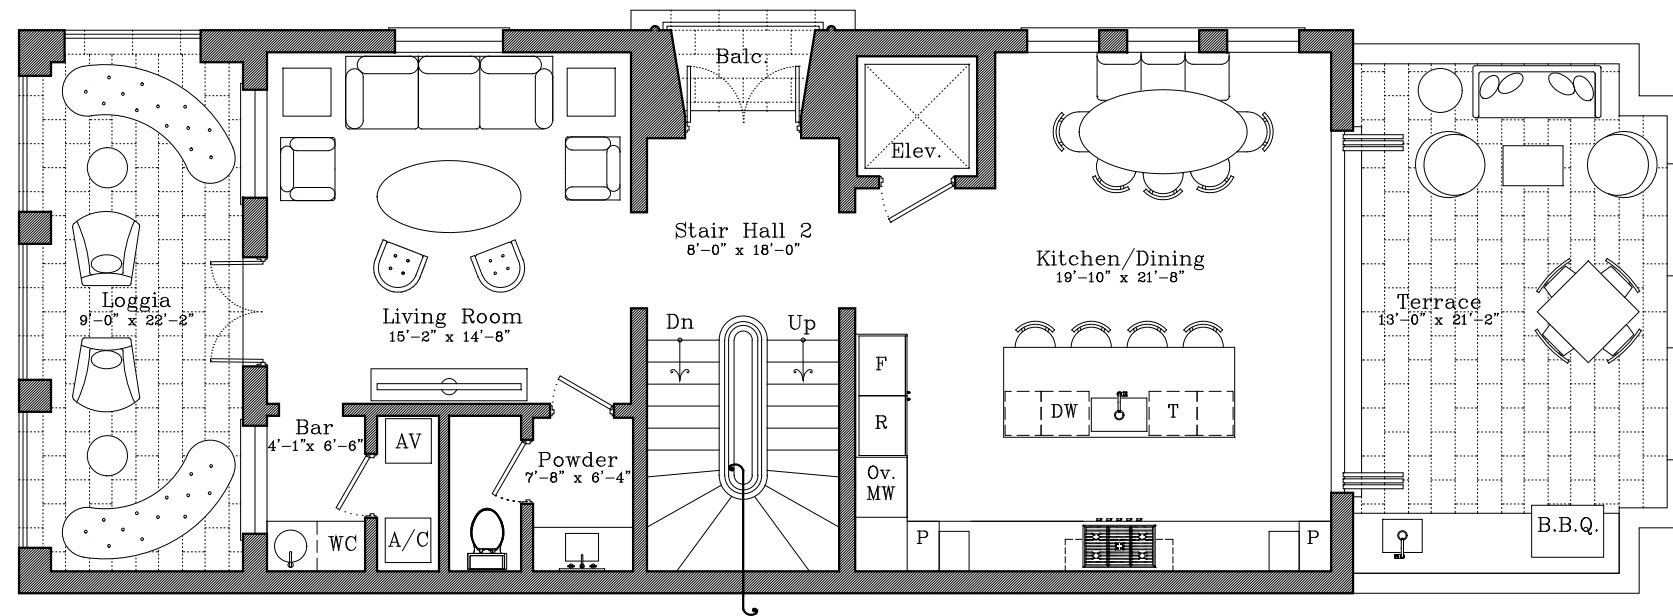 Balc.
Elev.
Stair Hall 2
8'-0" x 18'-0"
Kitchen/Dining
19'-10" x 21'-8"
Loggia
9'-0" x 22'-2"
Living Room
15'-2" x 14'-8"
Terrace
13'-0" x 21'-2"
Dn
Up
F
R
DW
T
Bar
4'-1"x 6'-6"
AV
Powder
7'-8" x 6'-4"
Ov.
MW
WC
A/C
P
P
B.B.Q.